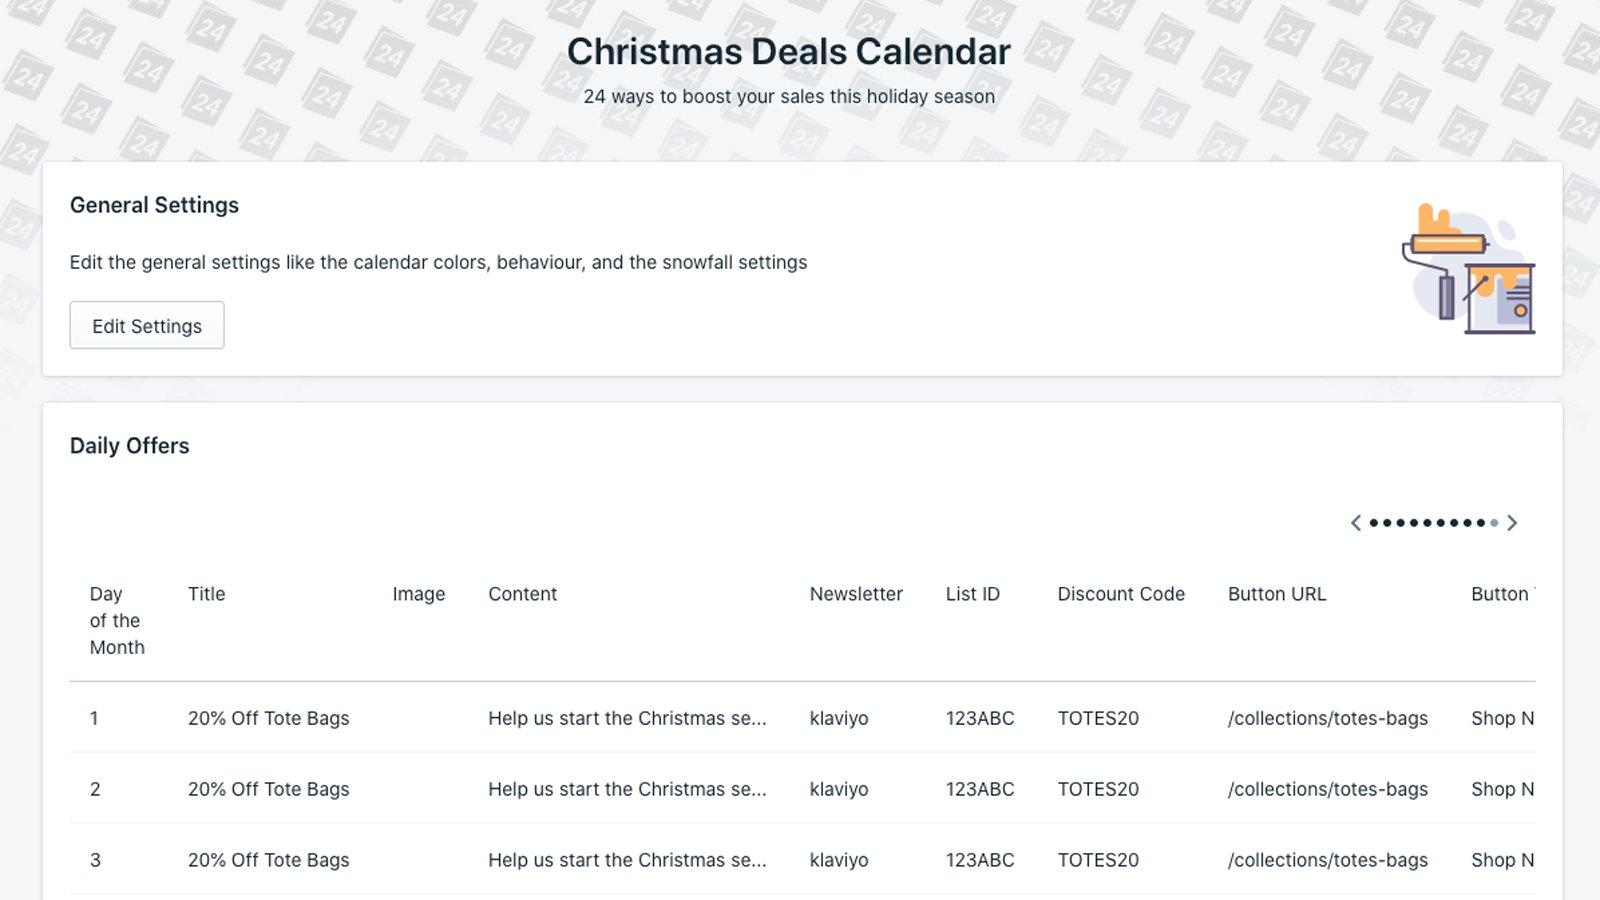 Christmas Deals Calendar
24 ways to boost your sales this holiday season
General Settings
Edit the general settings like the calendar colors, behaviour, and the snowfall settings
Edit Settings
Daily Offers
Day of the Month Title Image Content Newsletter List ID Discount Code Button URL Button
1 20% Off Tote Bags Help us start the Christmas se... klaviyo 123ABC TOTES20 /collections/totes-bags Shop N
2 20% Off Tote Bags Help us start the Christmas se... klaviyo 123ABC TOTES20 /collections/totes-bags Shop N
3 20% Off Tote Bags Help us start the Christmas se... klaviyo 123ABC TOTES20 /collections/totes-bags Shop N